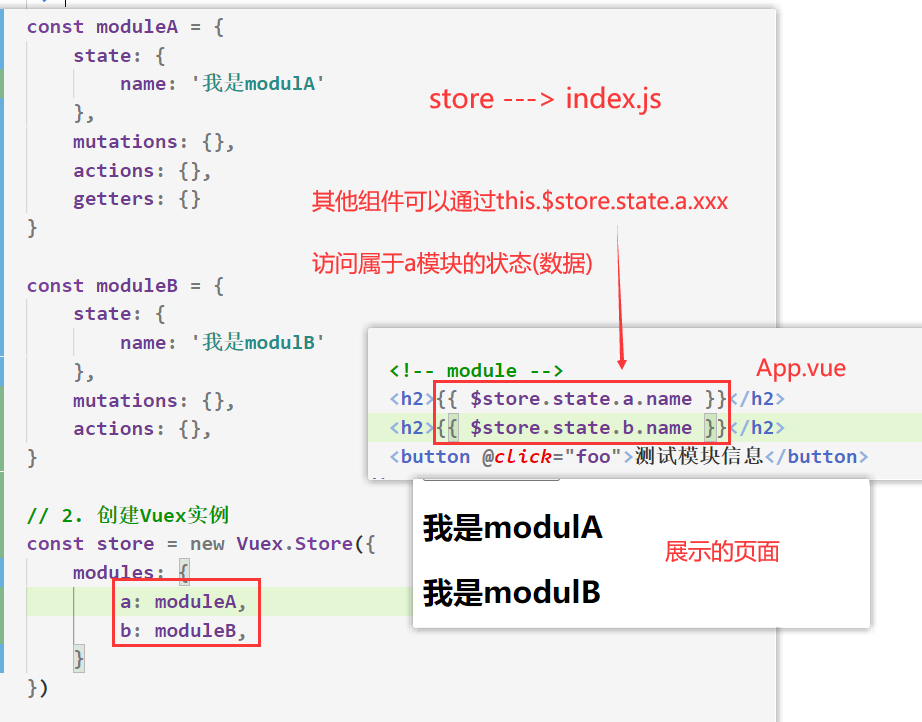 const moduleA = {
state: {
name: '我是modulA'
},
mutations: {},
actions: {},
getters: {}
}
store ---> index.js
其他组件可以通过this.$store.state.a.xxx
访问属于a模块的状态(数据)
const moduleB = {
state: {
name: '我是modulB'
},
mutations: {},
actions: {},
}
// 2. 创建Vuex实例
const store = new Vuex.Store({
modules: {
a: moduleA,
b: moduleB,
}
})
<!-- module -->
App.vue
<h2>{{ $store.state.a.name }}</h2>
<h2>{{ $store.state.b.name }}</h2>
<button @click="foo">测试模块信息</button>
我是modulA
展示的页面
我是modulB